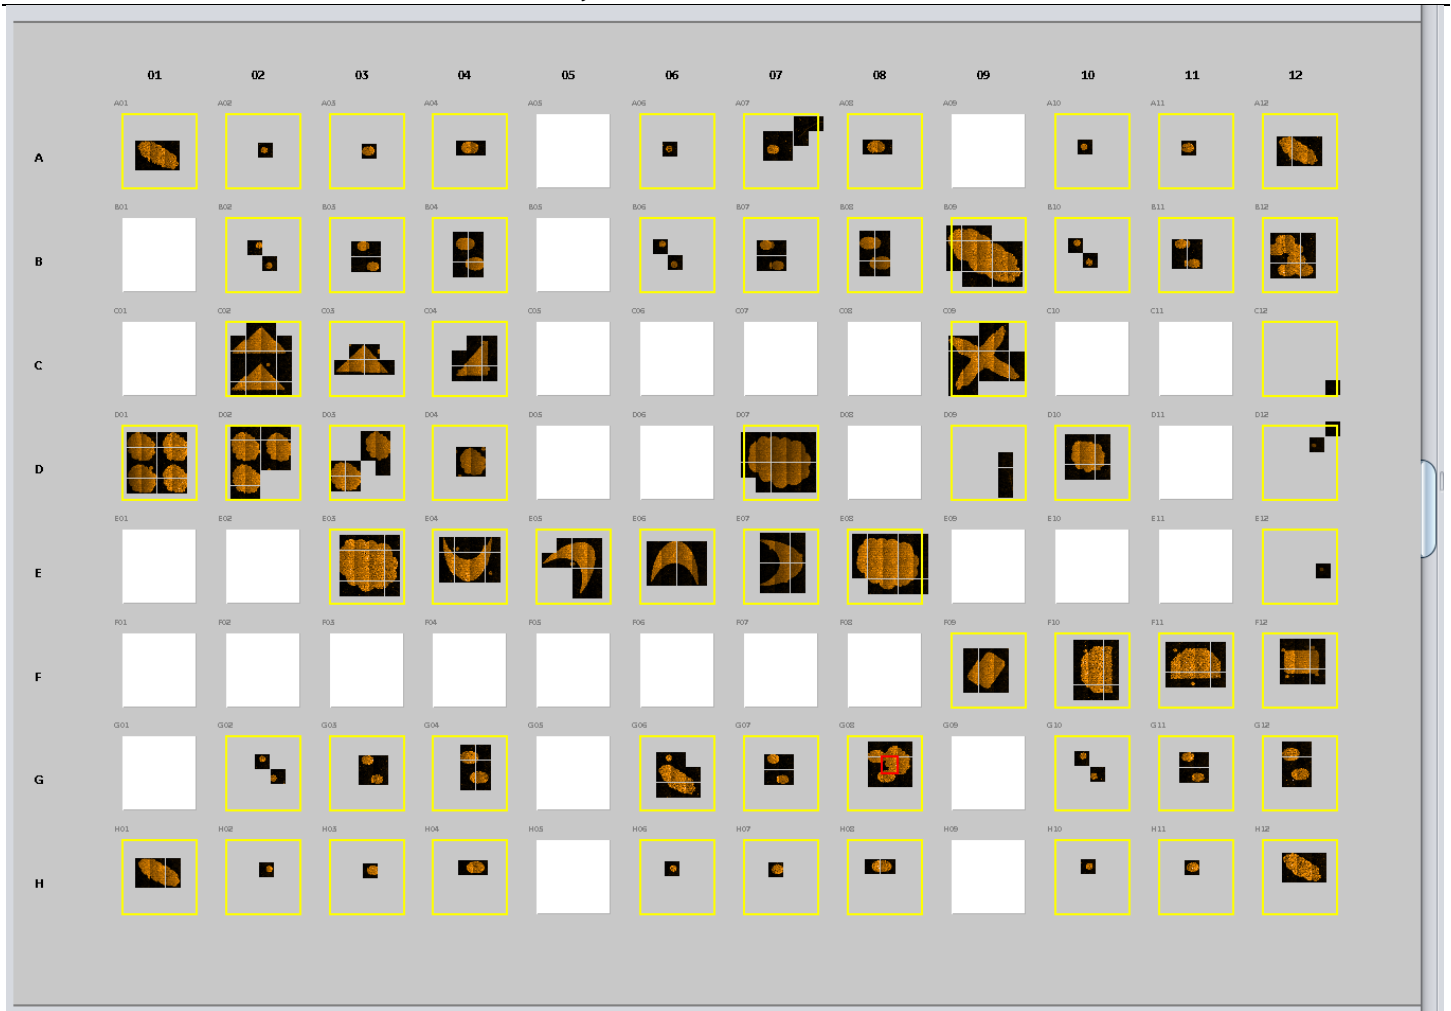 01 02 03 04 05 06 07 08 09 10 11 12
A01 A02 A03 A04 A05 A06 A07 A08 A09 A10 A11 A12
A
B01 B02 B03 B04 B05 B06 B07 B08 B09 B10 B11 B12
B
C01 C02 C03 C04 C05 C06 C07 C08 C09 C10 C11 C12
C
D01 D02 D03 D04 D05 D06 D07 D08 D09 D10 D11 D12
D
E01 E02 E03 E04 E05 E06 E07 E08 E09 E10 E11 E12
E
F01 F02 F03 F04 F05 F06 F07 F08 F09 F10 F11 F12
F
G01 G02 G03 G04 G05 G06 G07 G08 G09 G10 G11 G12
G
H01 H02 H03 H04 H05 H06 H07 H08 H09 H10 H11 H12
H